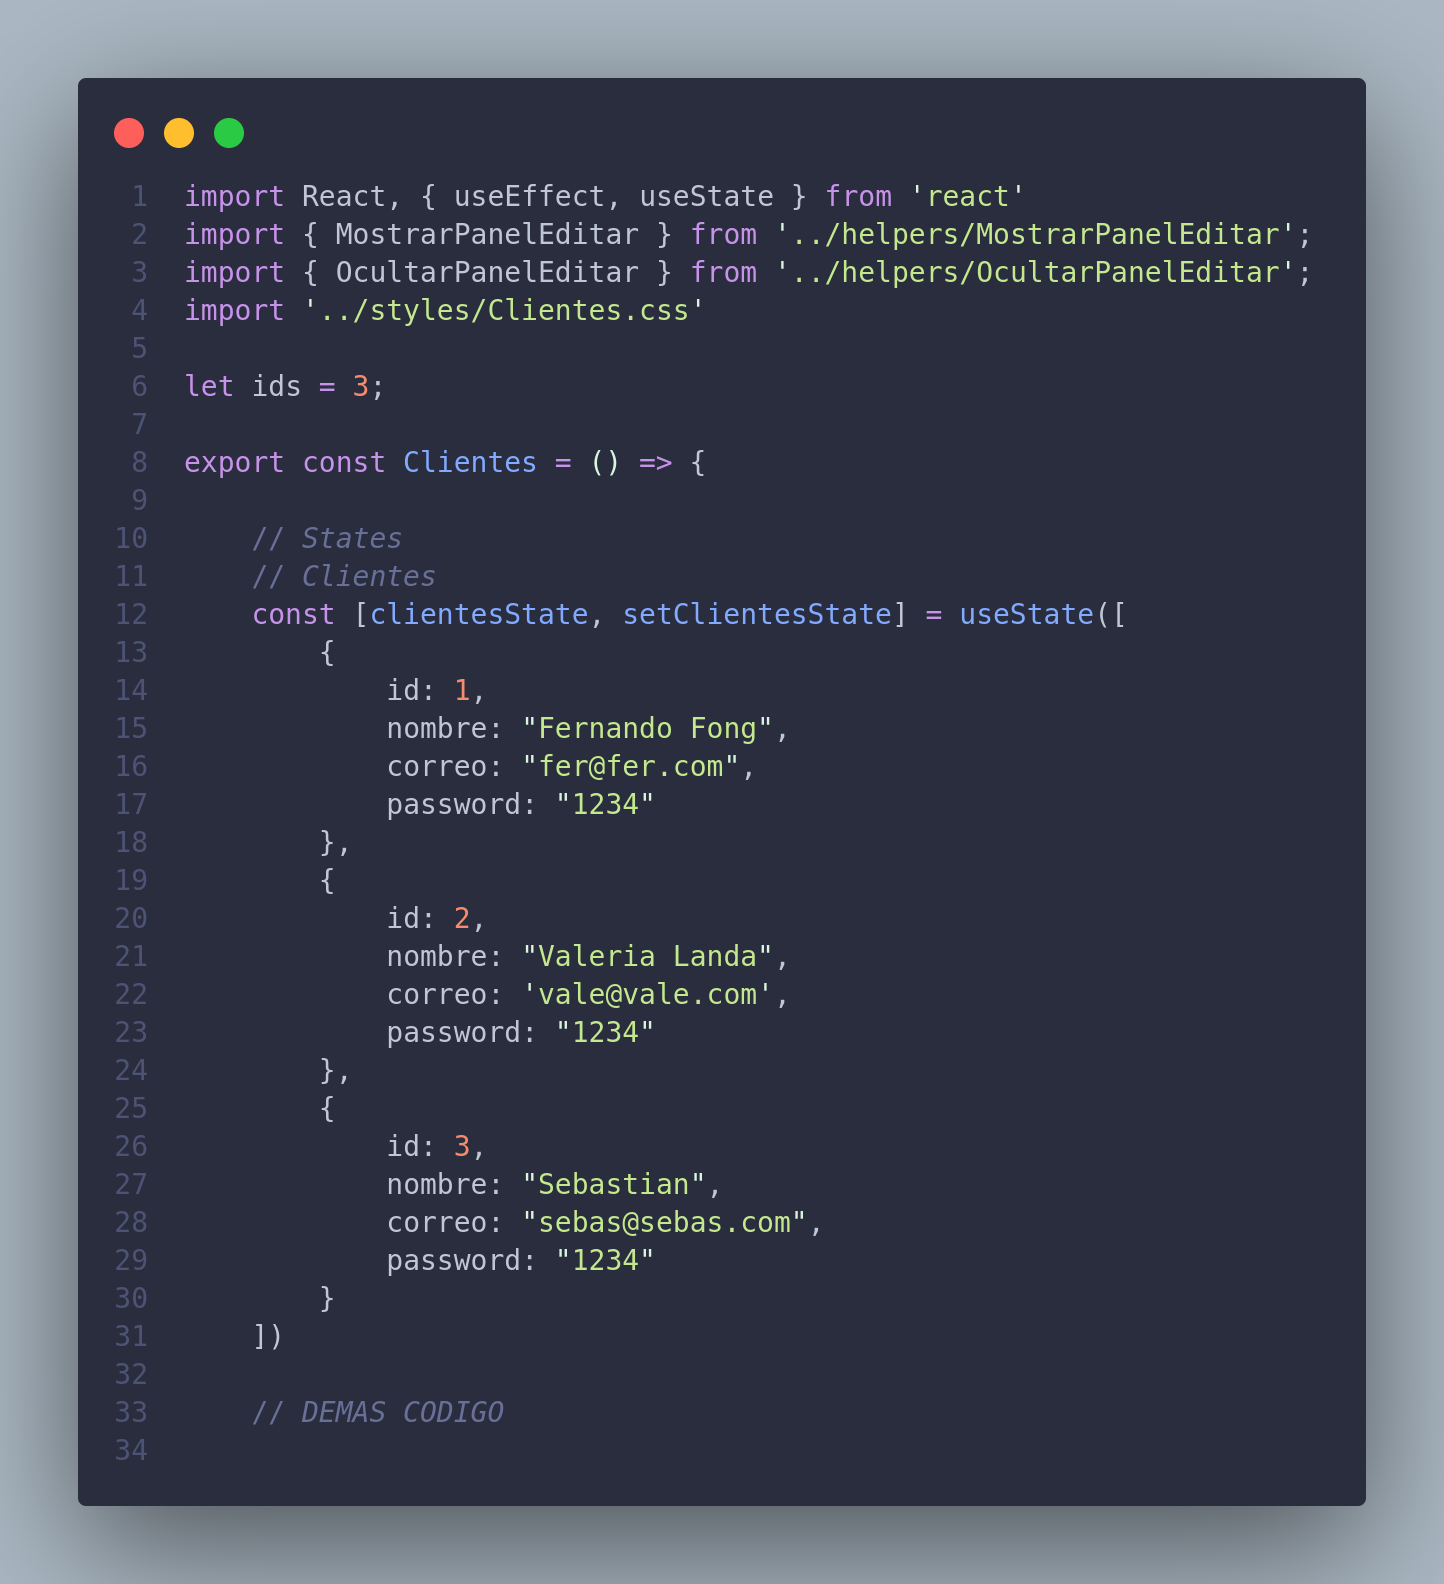 1 import React, { useEffect, useState } from 'react'
2 import { MostrarPanelEditar } from '../helpers/MostrarPanelEditar';
3 import { OcultarPanelEditar } from '../helpers/OcultarPanelEditar';
4 import '../styles/Clientes.css'
5
6 let ids = 3;
7
8 export const Clientes = () => {
9
10     // States
11     // Clientes
12     const [clientesState, setClientesState] = useState([
13         {
14             id: 1,
15             nombre: "Fernando Fong",
16             correo: "fer@fer.com",
17             password: "1234"
18         },
19         {
20             id: 2,
21             nombre: "Valeria Landa",
22             correo: 'vale@vale.com',
23             password: "1234"
24         },
25         {
26             id: 3,
27             nombre: "Sebastian",
28             correo: "sebas@sebas.com",
29             password: "1234"
30         }
31     ])
32
33     // DEMAS CODIGO
34